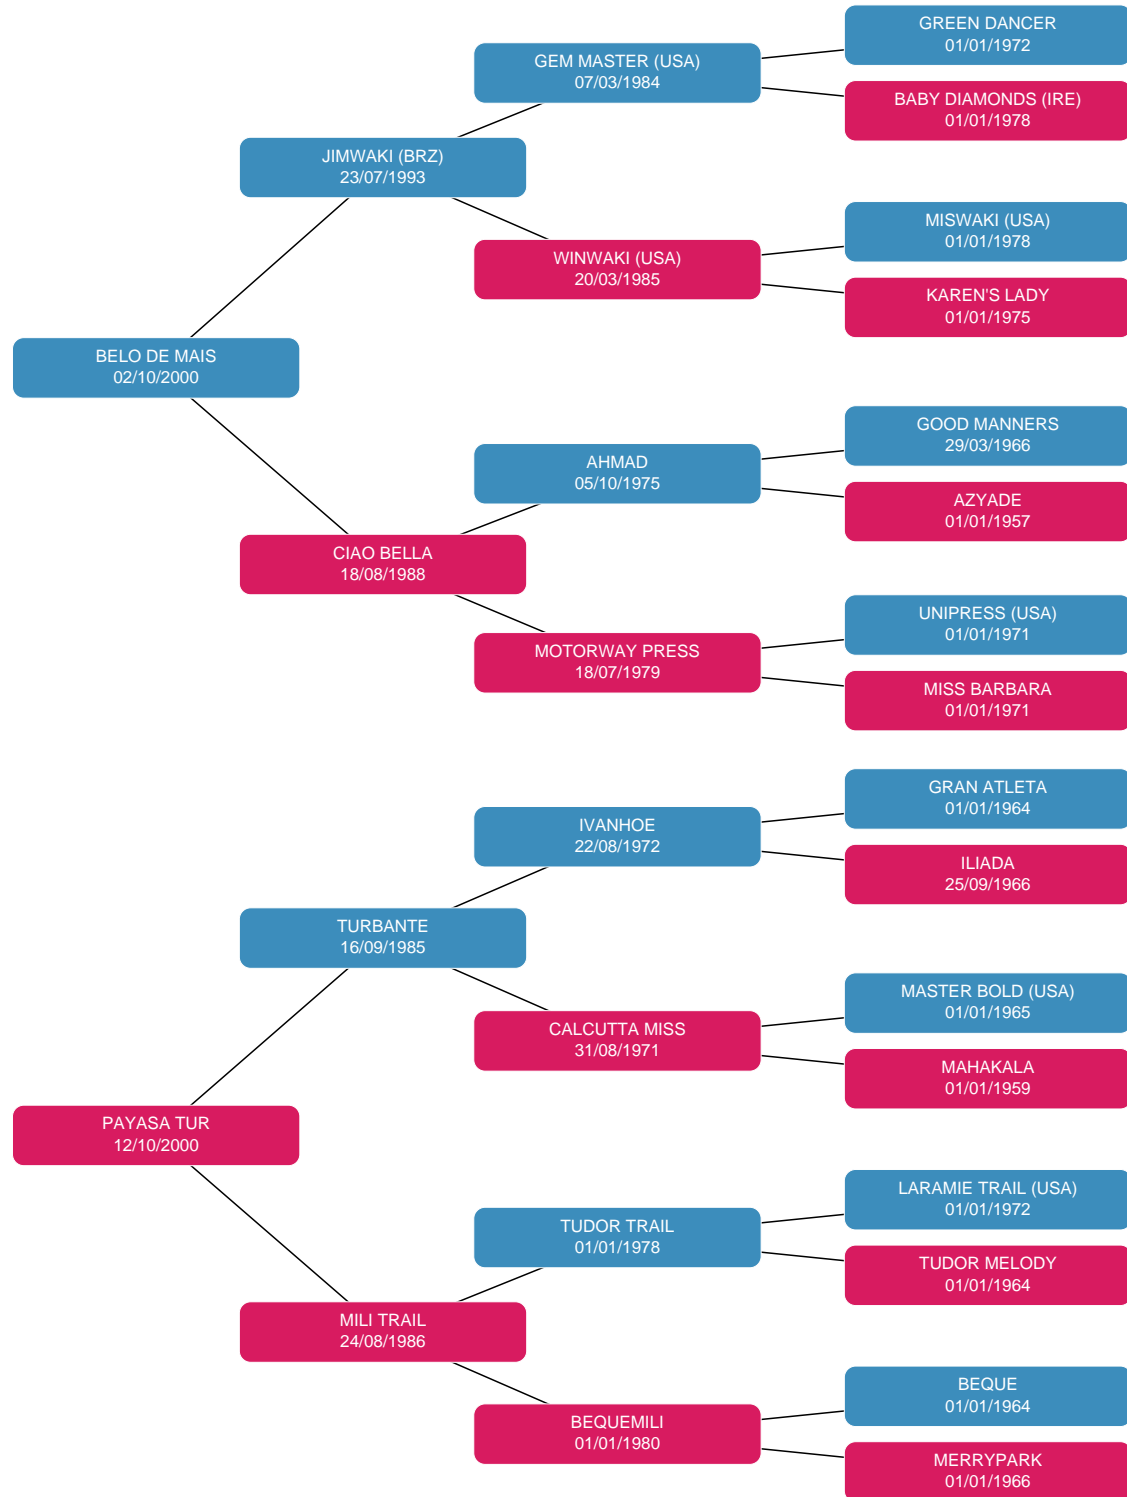 GREEN DANCER
01/01/1972
GEM MASTER (USA)
07/03/1984
BABY DIAMONDS (IRE)
01/01/1978
JIMWAKI (BRZ)
23/07/1993
MISWAKI (USA)
01/01/1978
WINWAKI (USA)
20/03/1985
KAREN'S LADY
01/01/1975
BELO DE MAIS
02/10/2000
GOOD MANNERS
29/03/1966
AHMAD
05/10/1975
AZYADE
01/01/1957
CIAO BELLA
18/08/1988
UNIPRESS (USA)
01/01/1971
MOTORWAY PRESS
18/07/1979
MISS BARBARA
01/01/1971
GRAN ATLETA
01/01/1964
IVANHOE
22/08/1972
ILIADA
25/09/1966
TURBANTE
16/09/1985
MASTER BOLD (USA)
01/01/1965
CALCUTTA MISS
31/08/1971
MAHAKALA
01/01/1959
PAYASA TUR
12/10/2000
LARAMIE TRAIL (USA)
01/01/1972
TUDOR TRAIL
01/01/1978
TUDOR MELODY
01/01/1964
MILI TRAIL
24/08/1986
BEQUE
01/01/1964
BEQUEMILI
01/01/1980
MERRYPARK
01/01/1966